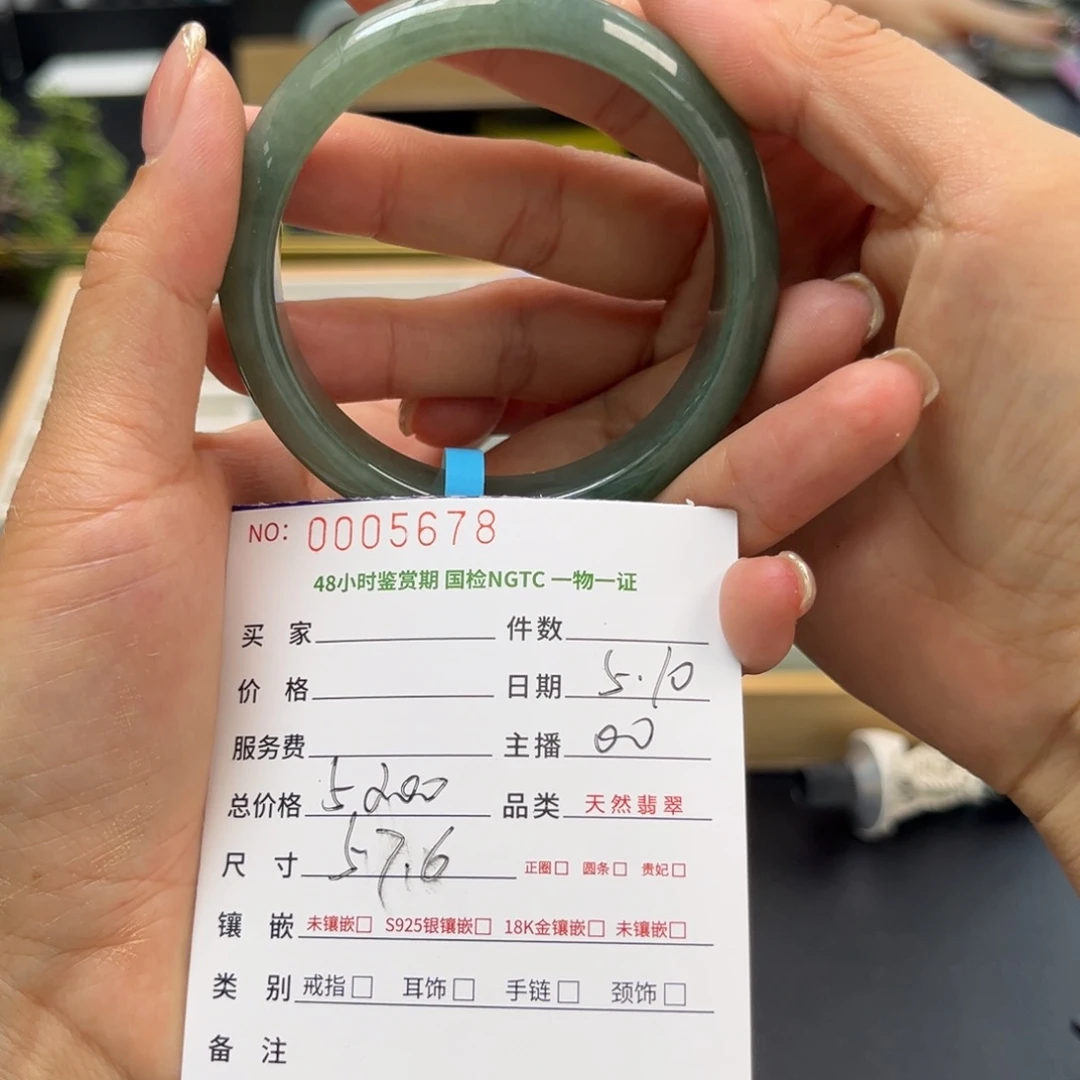 NO: 0005678
48小时鉴赏期 国检NGTC 一物一证
买 家 件数
价 格 日期 5.10
服务费 主播 00
总价格 5200 品类 天然翡翠
尺 寸 57.6 正圈□ 圆条□ 贵妃□
镶 嵌 未镶嵌□ S925银镶嵌□ 18K金镶嵌□ 未镶嵌□
类 别 戒指□ 耳饰□ 手链□ 颈饰□
备 注